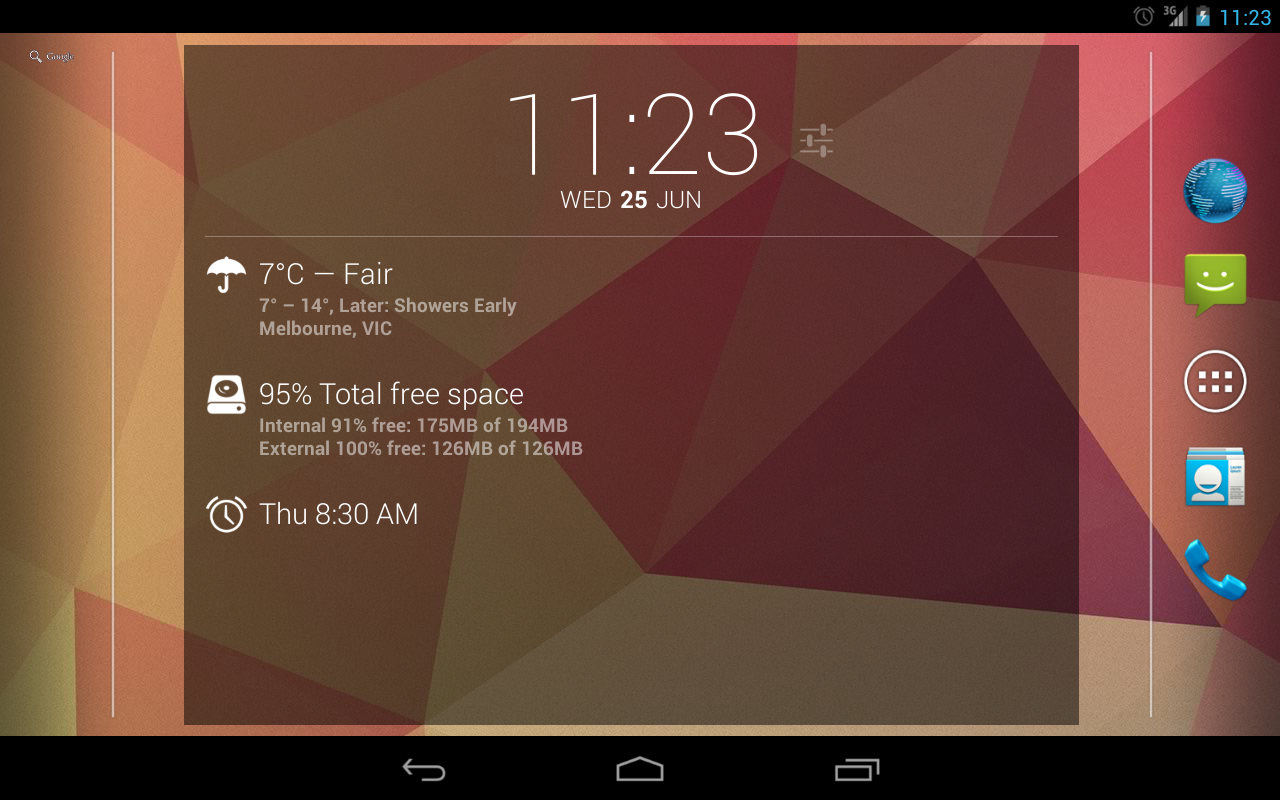 3G 11:23
Google
11:23
WED 25 JUN
7°C — Fair
7° – 14°, Later: Showers Early
Melbourne, VIC
95% Total free space
Internal 91% free: 175MB of 194MB
External 100% free: 126MB of 126MB
Thu 8:30 AM